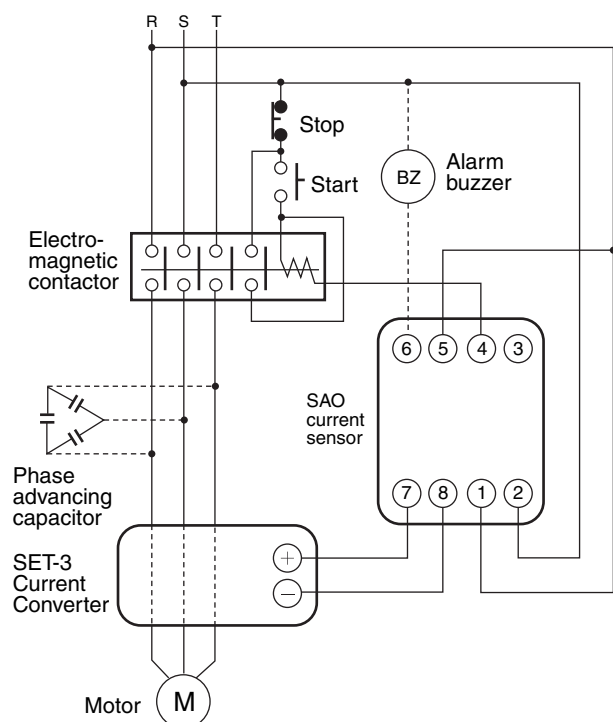 R S T
Stop
Start
BZ
Alarm
buzzer
Electro-
magnetic
contactor
6 5 4 3
SAO
current
sensor
7 8 1 2
Phase
advancing
capacitor
SET-3
Current
Converter
+
−
Motor
M